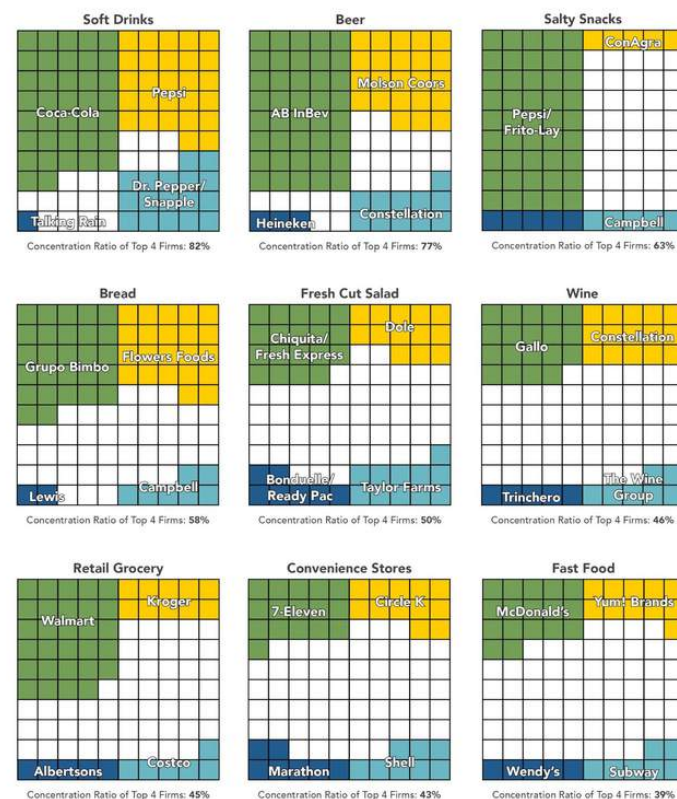 Soft Drinks
Coca-Cola
Pepsi
Dr. Pepper/
Snapple
Talking Rain
Concentration Ratio of Top 4 Firms: 82%
Beer
AB InBev
Molson Coors
Heineken
Constellation
Concentration Ratio of Top 4 Firms: 77%
Salty Snacks
ConAgra
Pepsi/
Frito-Lay
Campbell
Concentration Ratio of Top 4 Firms: 63%
Bread
Grupo Bimbo
Flowers Foods
Lewis
Campbell
Concentration Ratio of Top 4 Firms: 58%
Fresh Cut Salad
Chiquita/
Fresh Express
Dole
Bonduelle/
Ready Pac
Taylor Farms
Concentration Ratio of Top 4 Firms: 50%
Wine
Gallo
Constellation
Trinchero
The Wine
Group
Concentration Ratio of Top 4 Firms: 46%
Retail Grocery
Walmart
Kroger
Albertsons
Costco
Concentration Ratio of Top 4 Firms: 45%
Convenience Stores
7-Eleven
Circle K
Marathon
Shell
Concentration Ratio of Top 4 Firms: 43%
Fast Food
McDonald's
Yum! Brands
Wendy's
Subway
Concentration Ratio of Top 4 Firms: 39%